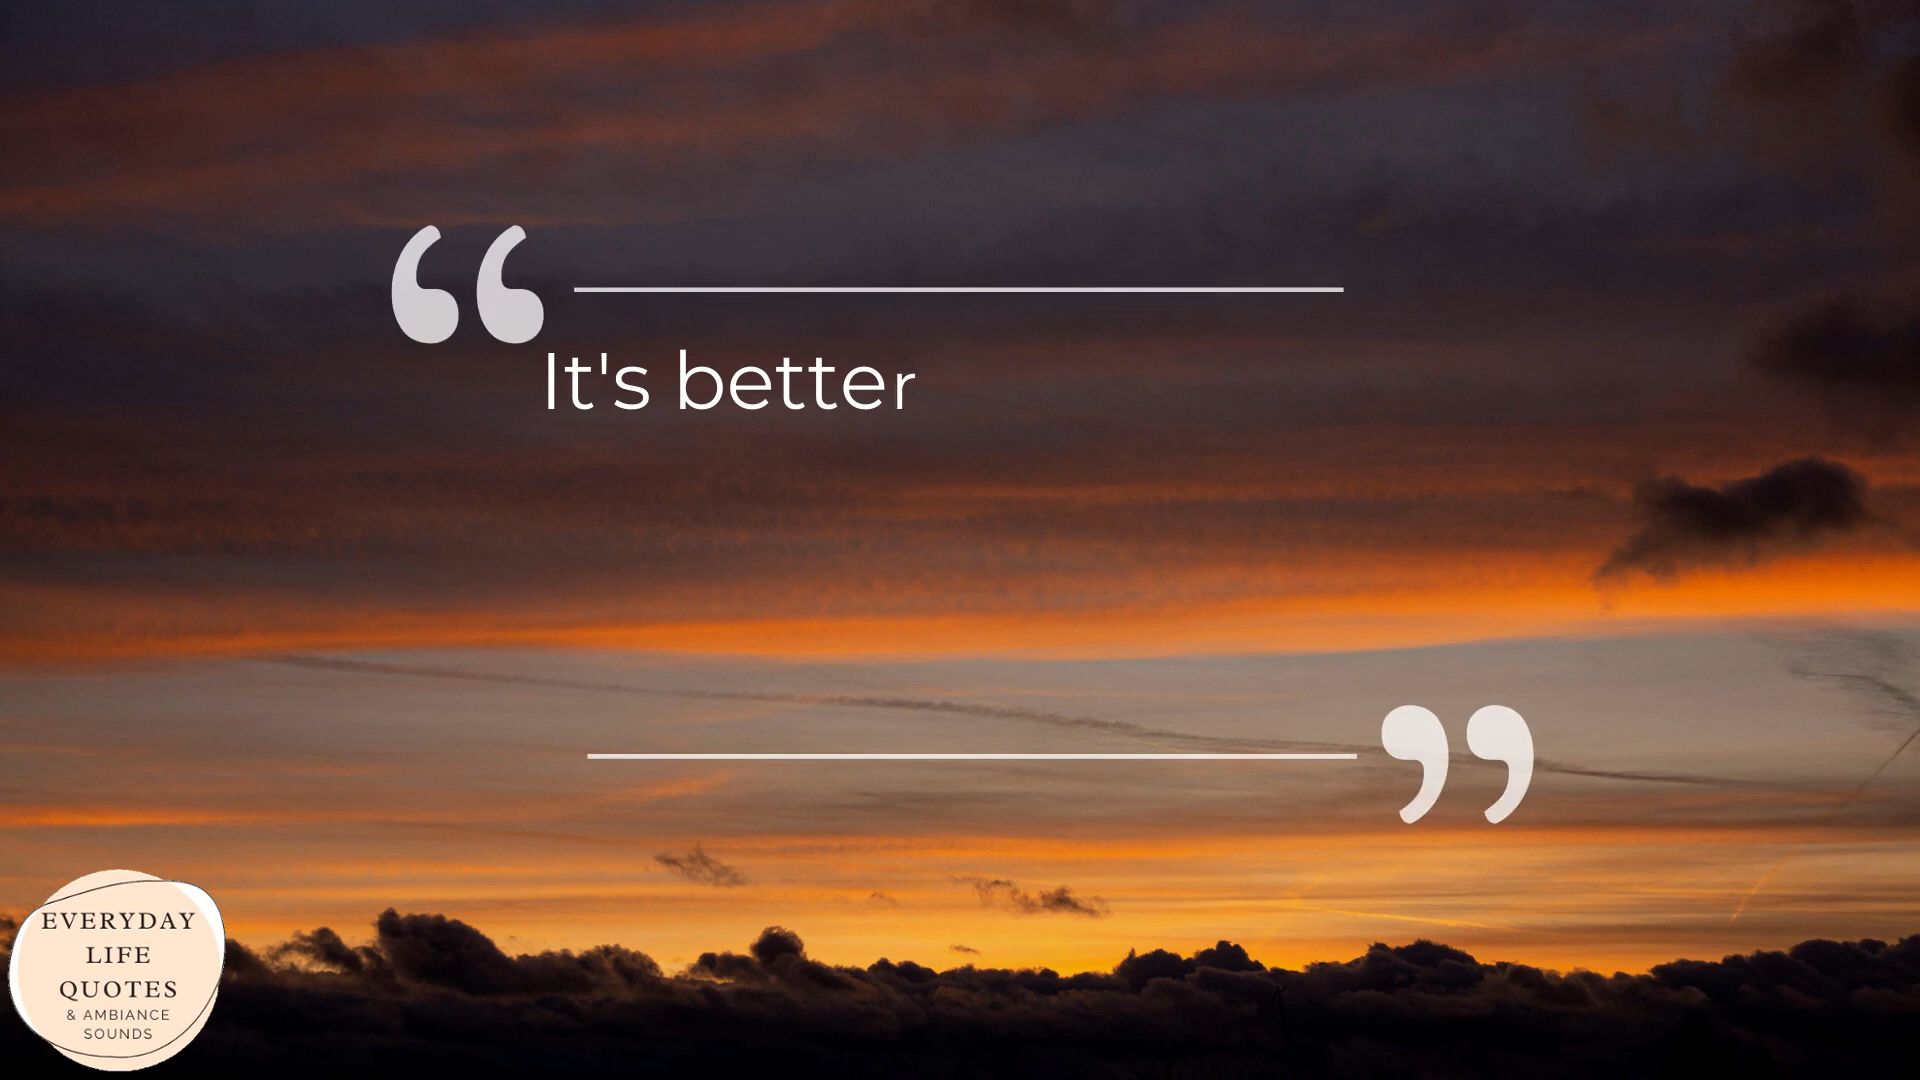 It's better
EVERYDAY
LIFE
QUOTES
& AMBIANCE
SOUNDS